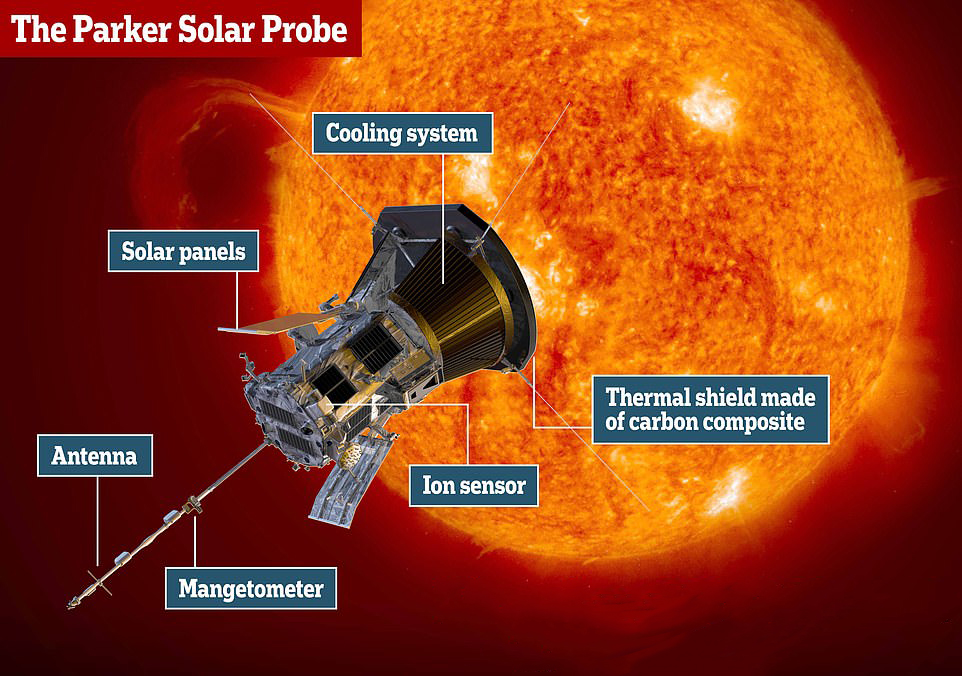 The Parker Solar Probe
Cooling system
Solar panels
Thermal shield made
of carbon composite
Antenna
Ion sensor
Mangetometer